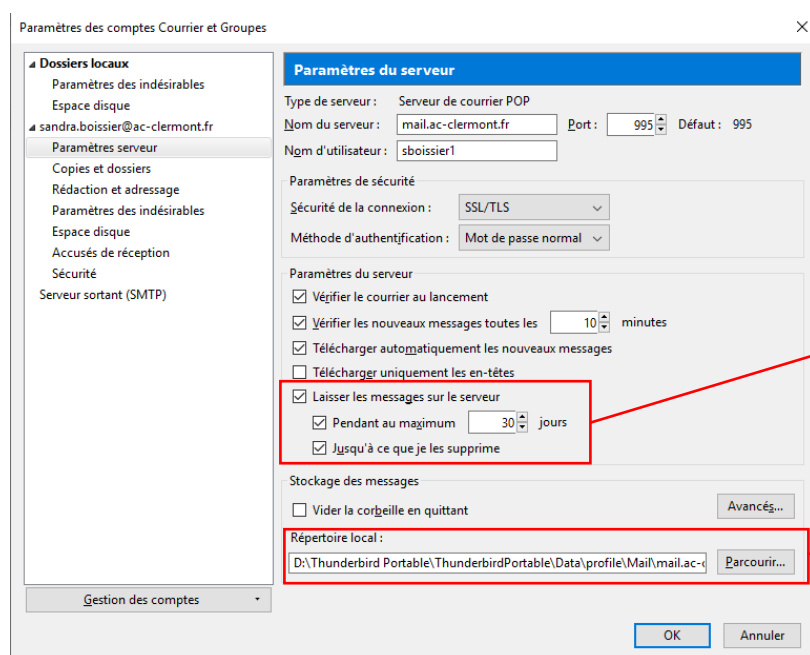 Paramètres des comptes Courrier et Groupes
Dossiers locaux
Paramètres des indésirables
Espace disque
sandra.boissier@ac-clermont.fr
Paramètres serveur
Copies et dossiers
Rédaction et adressage
Paramètres des indésirables
Espace disque
Accusés de réception
Sécurité
Serveur sortant (SMTP)
Gestion des comptes
Paramètres du serveur
Type de serveur : Serveur de courrier POP
Nom du serveur : mail.ac-clermont.fr Port : 995 Défaut : 995
Nom d'utilisateur : sboissier1
Paramètres de sécurité
Sécurité de la connexion : SSL/TLS
Méthode d'authentification : Mot de passe normal
Paramètres du serveur
Vérifier le courrier au lancement
Vérifier les nouveaux messages toutes les 10 minutes
Télécharger automatiquement les nouveaux messages
Télécharger uniquement les en-têtes
Laisser les messages sur le serveur
Pendant au maximum 30 jours
Jusqu'à ce que je les supprime
Stockage des messages
Vider la corbeille en quittant Avancés...
Répertoire local :
D:\Thunderbird Portable\ThunderbirdPortable\Data\profile\Mail\mail.ac-c Parcourir...
OK Annuler